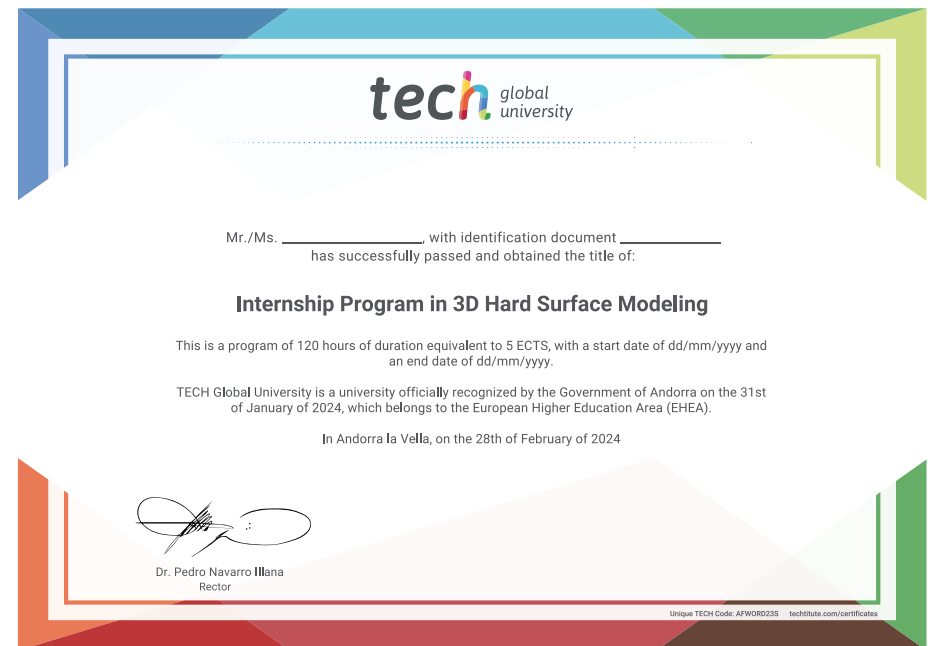 tech global
university
Mr./Ms. ____________, with identification document ____________
has successfully passed and obtained the title of:
Internship Program in 3D Hard Surface Modeling
This is a program of 120 hours of duration equivalent to 5 ECTS, with a start date of dd/mm/yyyy and
an end date of dd/mm/yyyy.
TECH Global University is a university officially recognized by the Government of Andorra on the 31st
of January of 2024, which belongs to the European Higher Education Area (EHEA).
In Andorra la Vella, on the 28th of February of 2024
Dr. Pedro Navarro Illana
Rector
Unique TECH Code: AFWORD23S techtitute.com/certificates